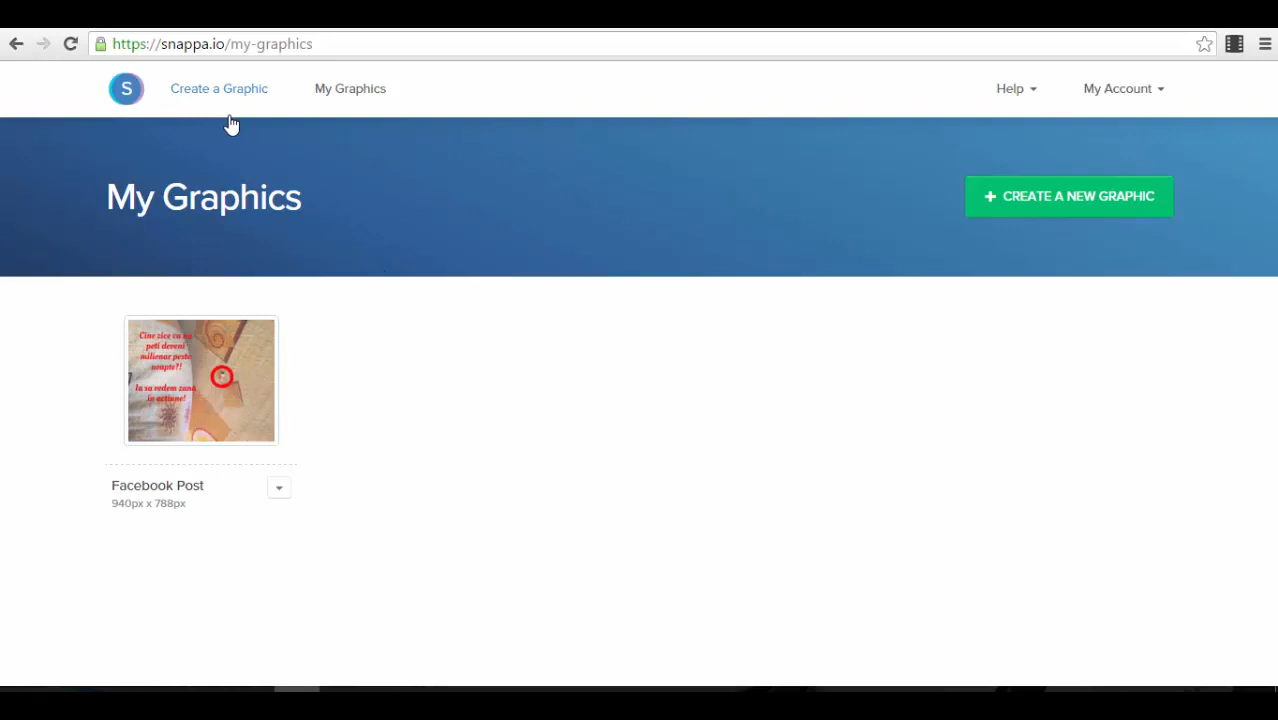 https://snappa.io/my-graphics
S Create a Graphic My Graphics Help My Account
My Graphics
+ CREATE A NEW GRAPHIC
Cine zice ca nu
poti deveni
milionar peste
noapte?!
Ia sa vedem zana
in actiune!
Facebook Post
940px x 788px